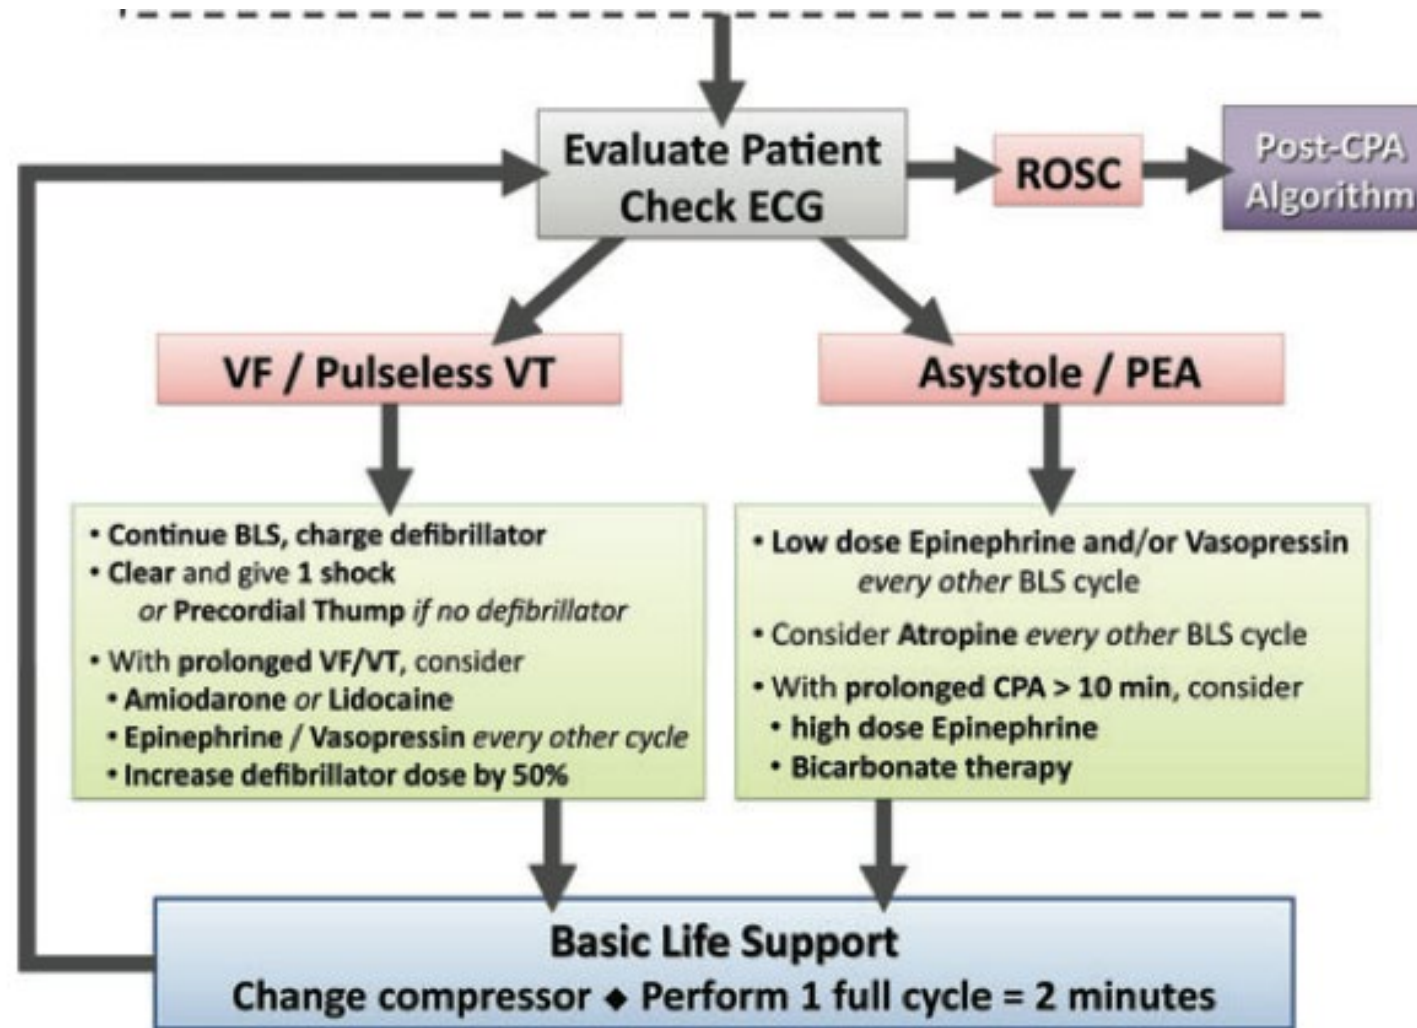 Evaluate Patient
Check ECG
ROSC
Post-CPA
Algorithm
VF / Pulseless VT
Asystole / PEA
• Continue BLS, charge defibrillator
• Clear and give 1 shock
or Precordial Thump if no defibrillator
• With prolonged VF/VT, consider
• Amiodarone or Lidocaine
• Epinephrine / Vasopressin every other cycle
• Increase defibrillator dose by 50%
• Low dose Epinephrine and/or Vasopressin
every other BLS cycle
• Consider Atropine every other BLS cycle
• With prolonged CPA > 10 min, consider
• high dose Epinephrine
• Bicarbonate therapy
Basic Life Support
Change compressor ◆ Perform 1 full cycle = 2 minutes